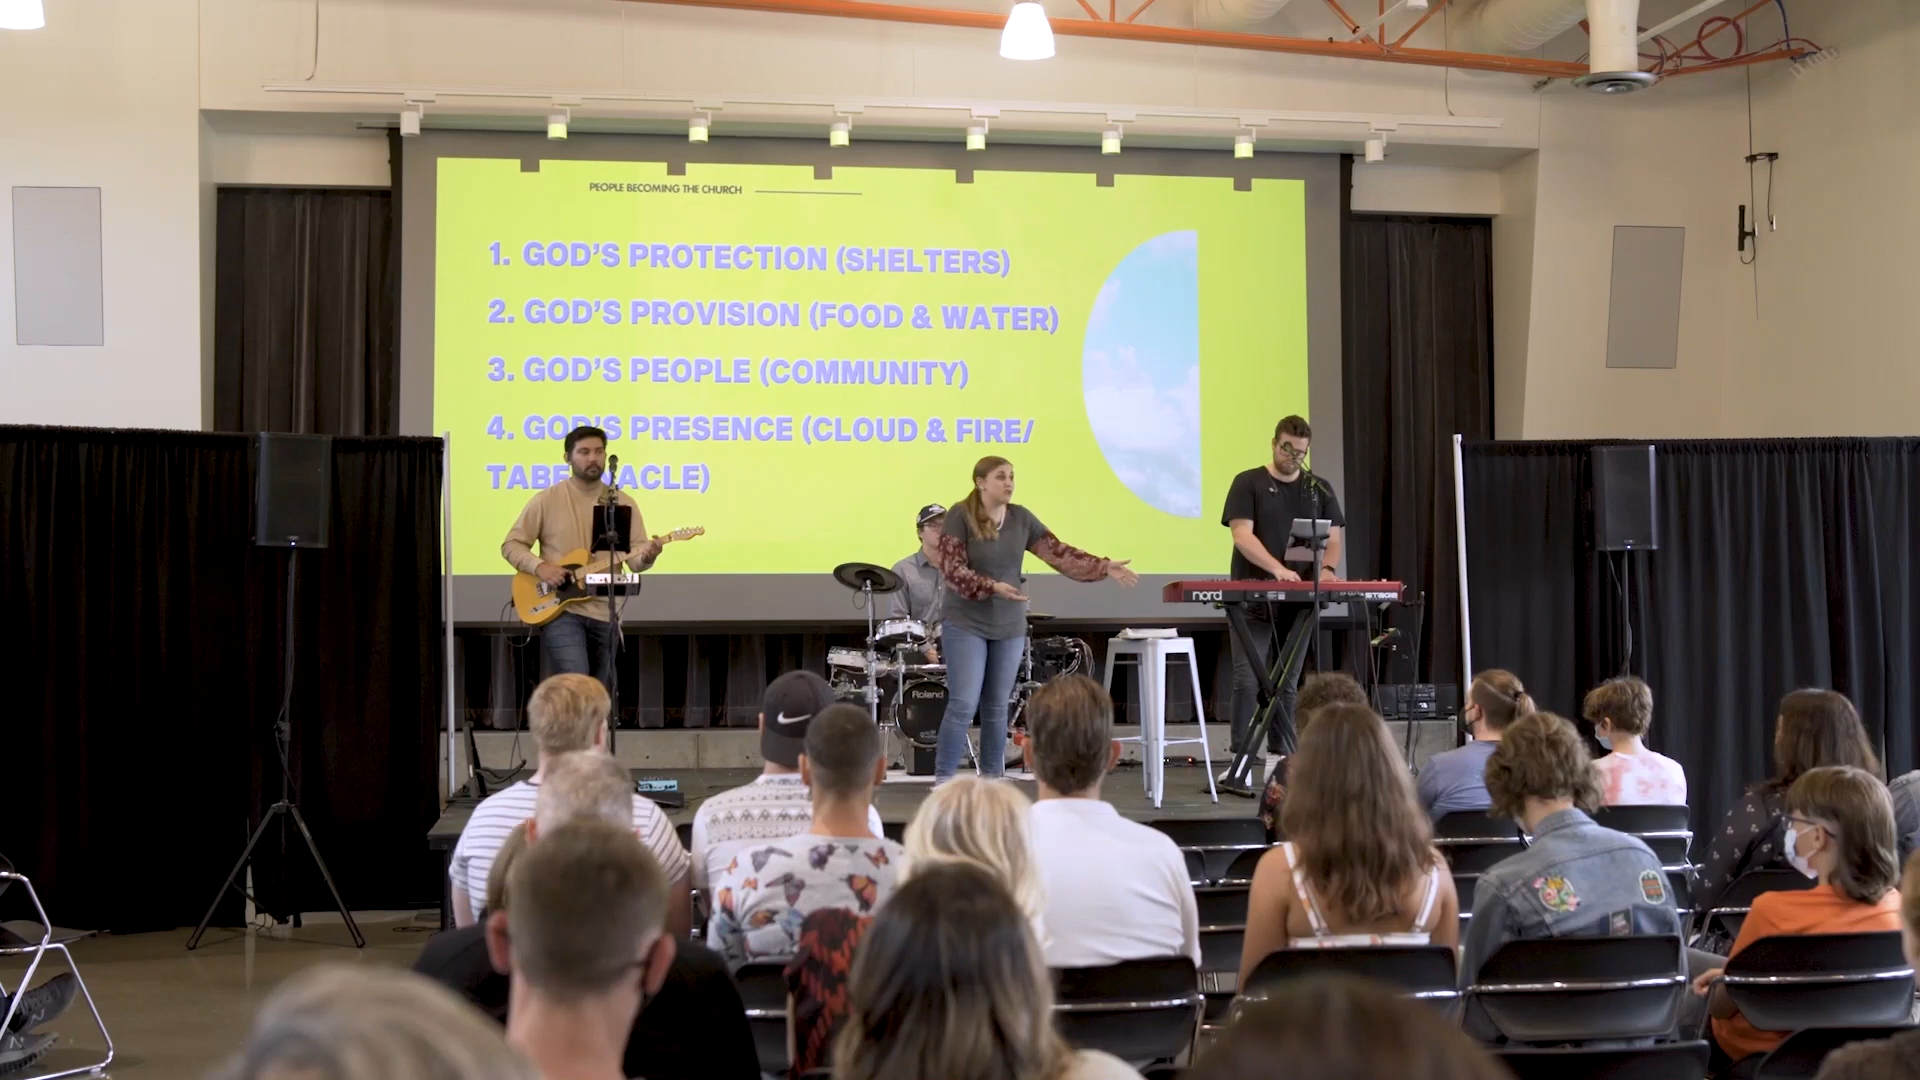 PEOPLE BECOMING THE CHURCH
1. GOD'S PROTECTION (SHELTERS)
2. GOD'S PROVISION (FOOD & WATER)
3. GOD'S PEOPLE (COMMUNITY)
4. GOD'S PRESENCE (CLOUD & FIRE/
TABERNACLE)
nord
STAGE
Roland